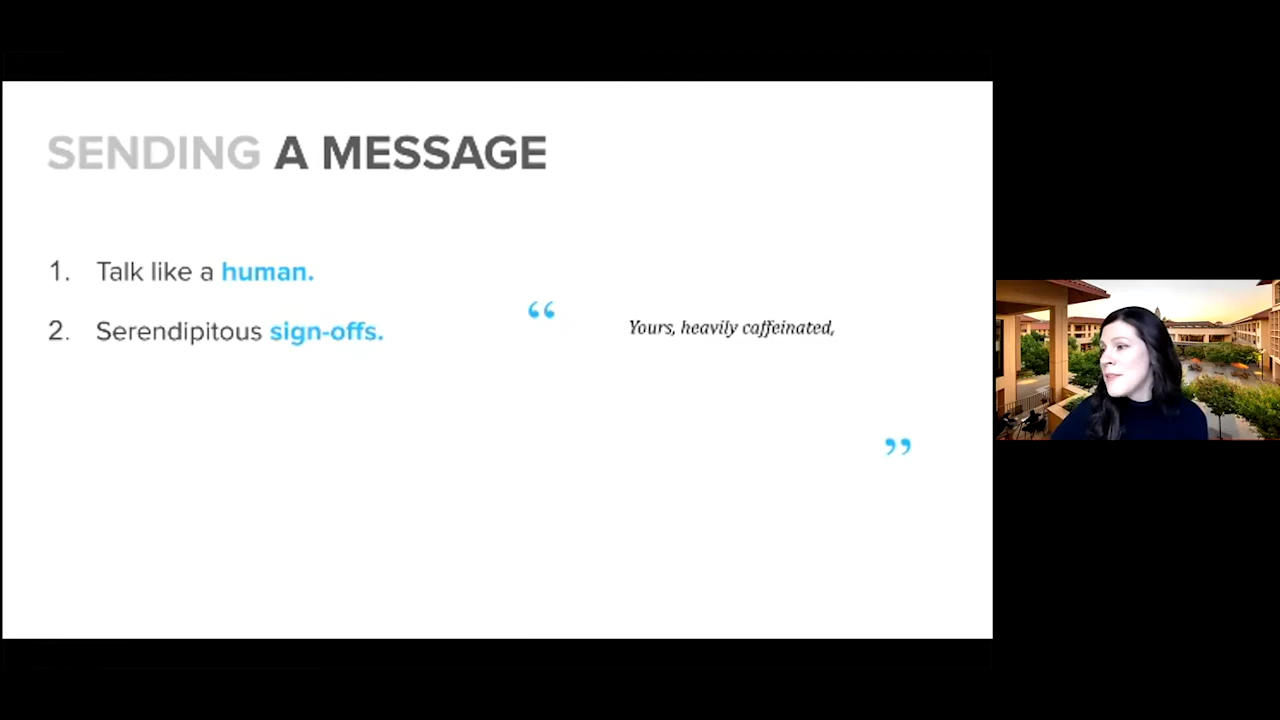 SENDING A MESSAGE
1. Talk like a human.
2. Serendipitous sign-offs.
“ Yours, heavily caffeinated,
”